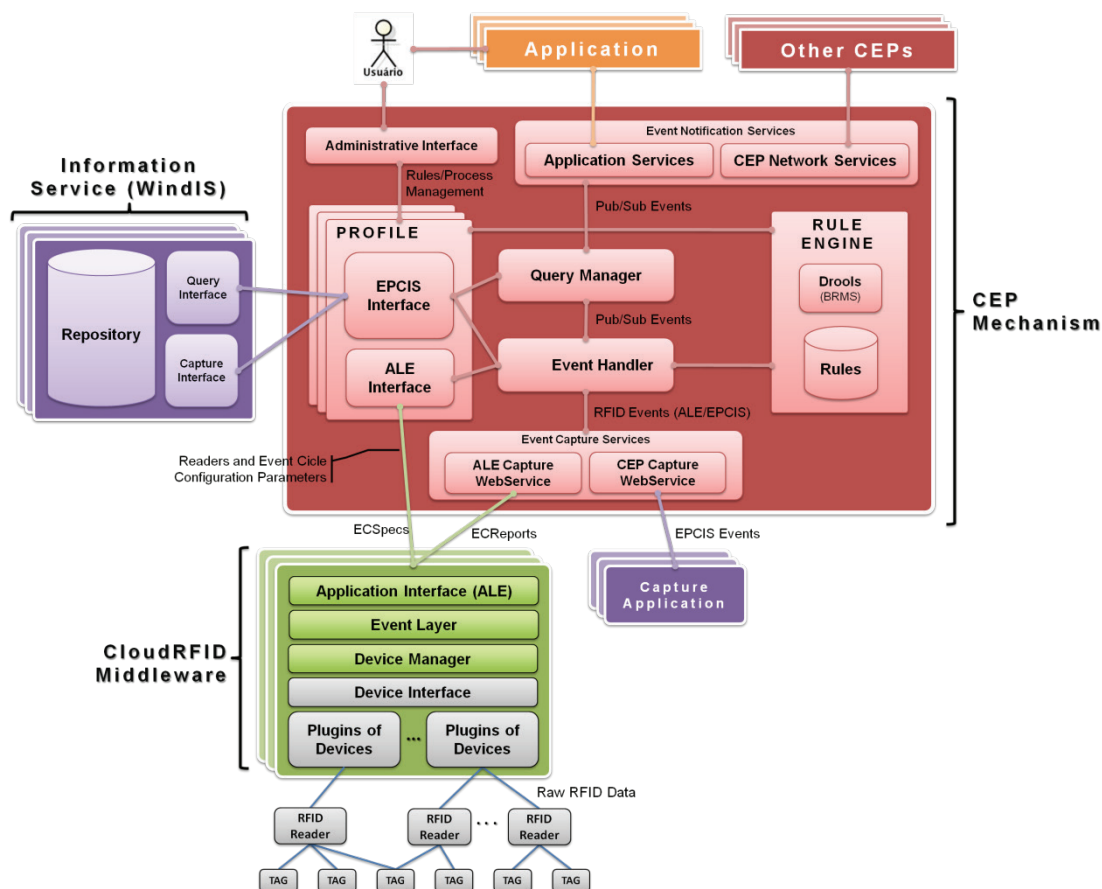 Usuário
Application
Other CEPs
Event Notification Services
Administrative Interface
Application Services
CEP Network Services
Information
Service (WindIS)
Rules/Process
Management
Pub/Sub Events
PROFILE
RULE
ENGINE
Query
Interface
EPCIS
Interface
Query Manager
Drools
(BRMS)
CEP
Mechanism
Repository
Pub/Sub Events
Capture
Interface
ALE
Interface
Event Handler
Rules
RFID Events (ALE/EPCIS)
Event Capture Services
Readers and Event Cicle
Configuration Parameters
ALE Capture
WebService
CEP Capture
WebService
ECSpecs
ECReports
EPCIS Events
Application Interface (ALE)
Capture
Application
Event Layer
CloudRFID
Middleware
Device Manager
Device Interface
Plugins of
Devices
...
Plugins of
Devices
Raw RFID Data
RFID
Reader
RFID
Reader
...
RFID
Reader
TAG
TAG
TAG
TAG
TAG
TAG